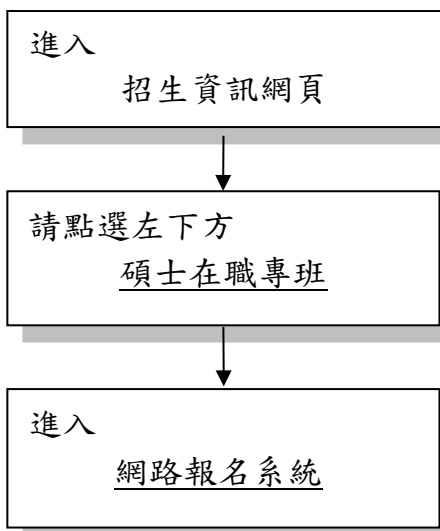 進入
招生資訊網頁
請點選左下方
碩士在職專班
進入
網路報名系統